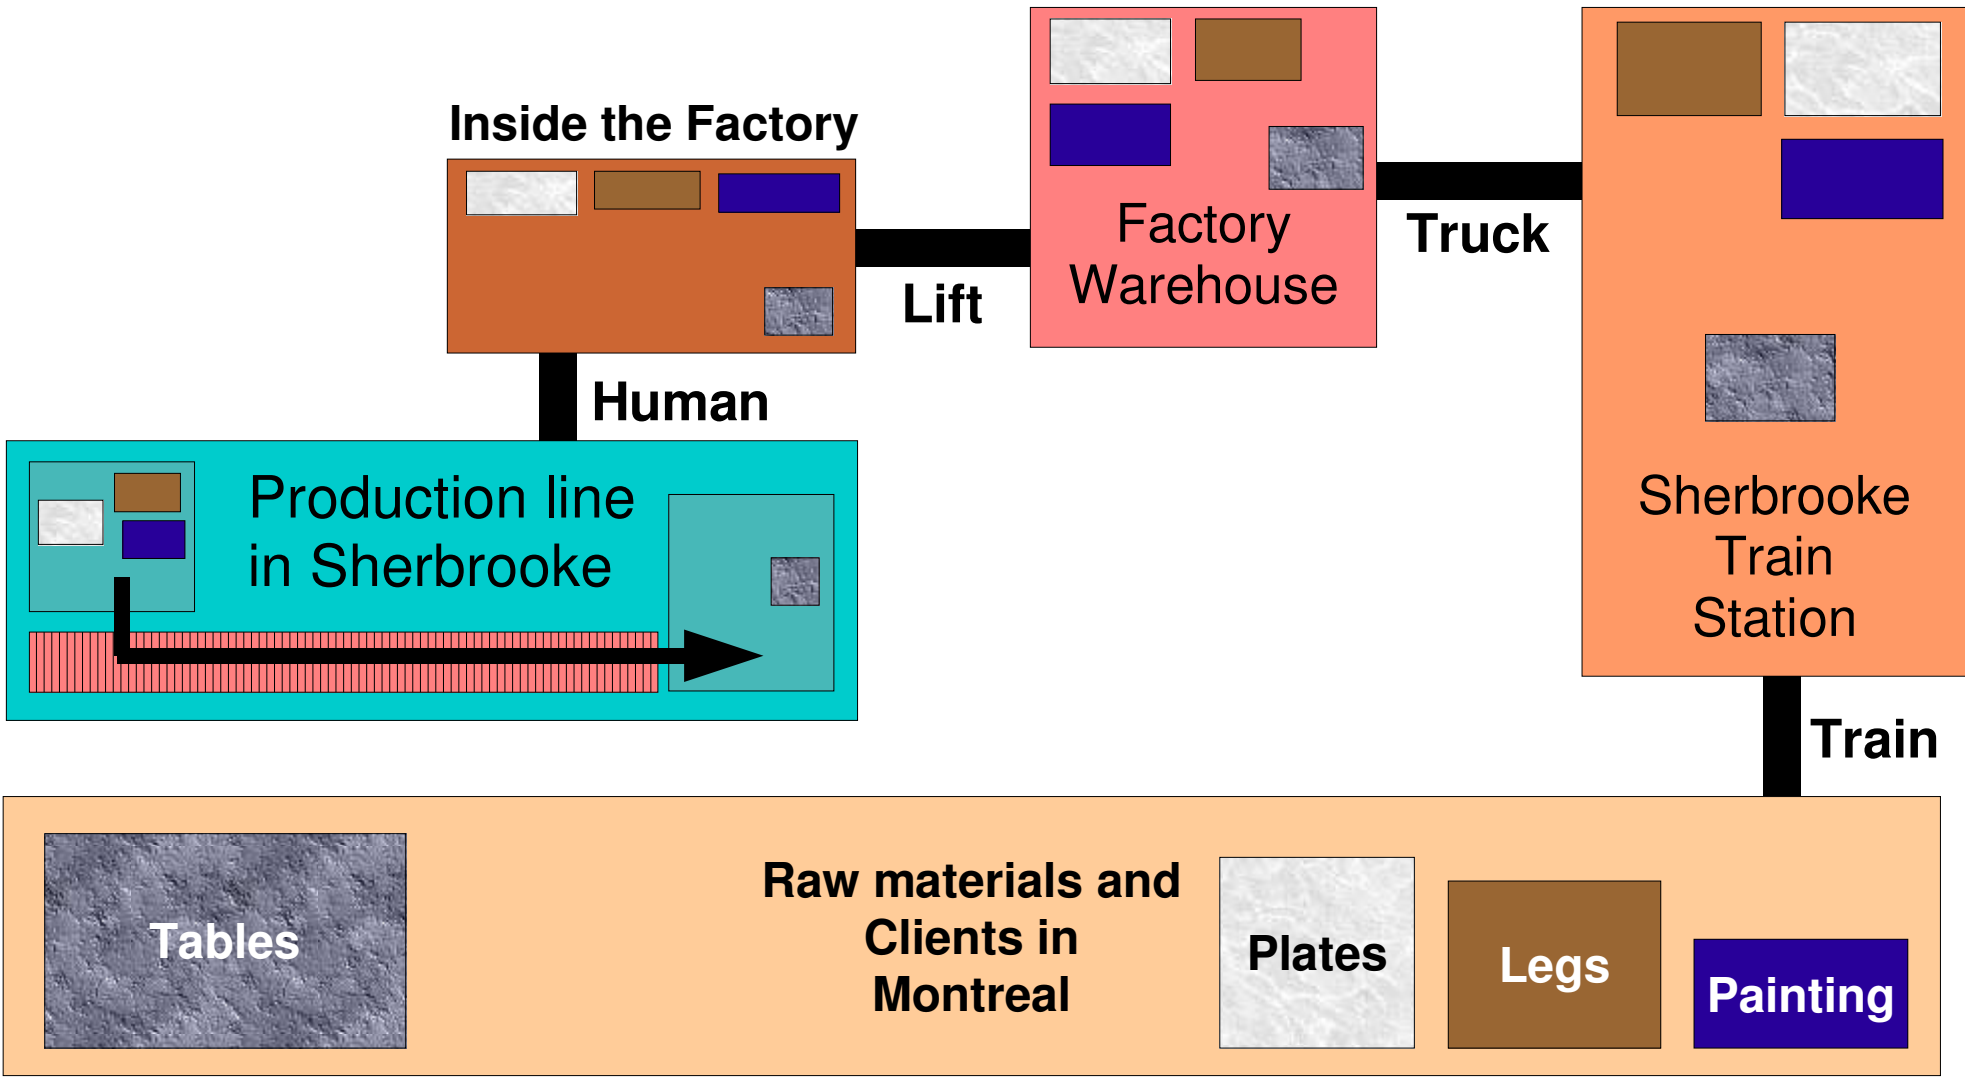 Inside the Factory
Factory
Warehouse
Truck
Lift
Human
Production line
in Sherbrooke
Sherbrooke
Train
Station
Train
Tables
Raw materials and
Clients in
Montreal
Plates
Legs
Painting